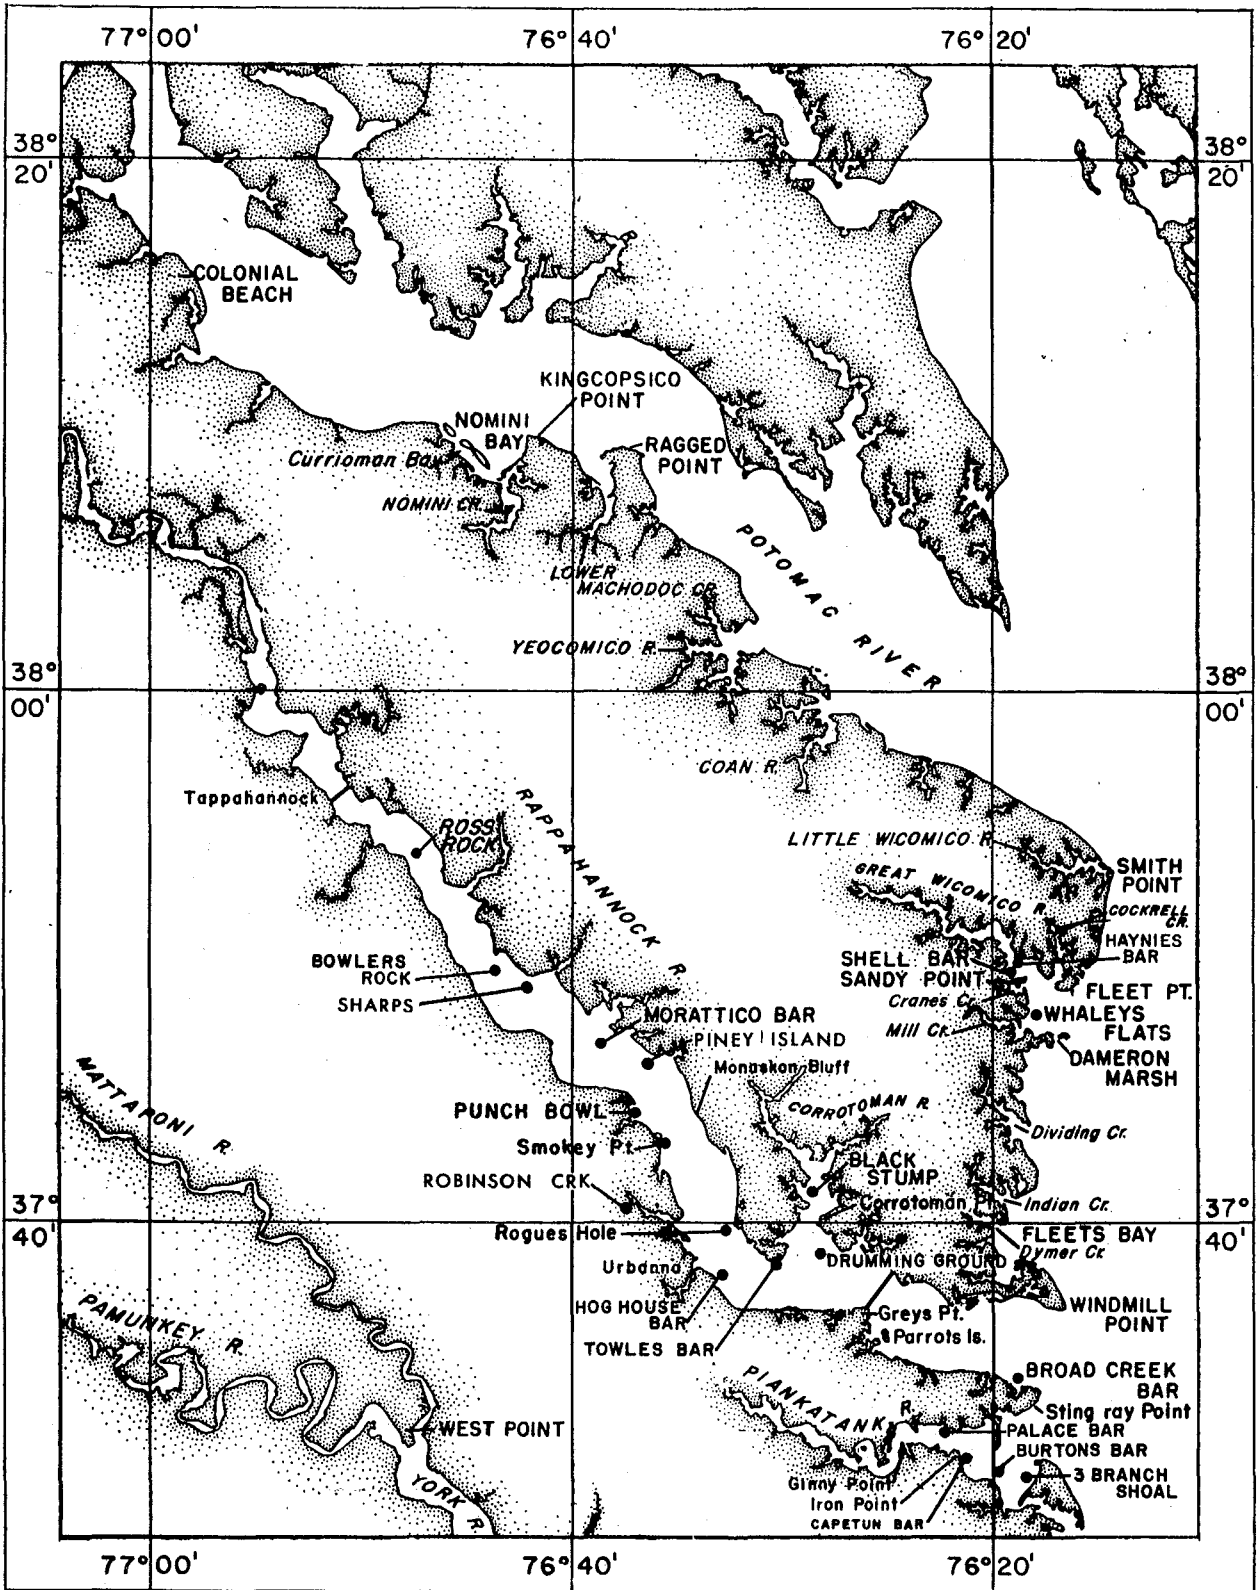 77°00'
76°40'
76°20'
38°
20'
38°
20'
COLONIAL
BEACH
KINGCOPSICO
POINT
NOMINI
BAY
RAGGED
POINT
Currioman Bay
NOMINI CR.
POTOMAC RIVER
LOWER
MACHODOC CR.
YEOCOMICO R.
38°
00'
38°
00'
COAN R.
Tappahannock
RAPPAHANNOCK R.
ROSS
ROCK
LITTLE WICOMICO R.
SMITH
POINT
GREAT WICOMICO R.
COCKRELL
CR.
HAYNIES
BAR
BOWLERS
ROCK
SHELL BAR
SANDY POINT
SHARPS
Cranes Cr.
FLEET PT.
MORATTICO BAR
WHALEYS
FLATS
Mill Cr.
PINEY ISLAND
DAMERON
MARSH
Monaskon Bluff
MATTAPONI R.
CORROTOMAN R.
PUNCH BOWL
Dividing Cr.
Smokey Pt.
BLACK
STUMP
ROBINSON CRK
Corrotoman
Indian Cr.
37°
40'
37°
40'
Rogues Hole
FLEETS BAY
Dymer Cr.
Urbanna
DRUMMING GROUND
PAMUNKEY R.
HOG HOUSE
BAR
Greys Pt.
WINDMILL
POINT
TOWLES BAR
Parrots Is.
PIANKATANK R.
BROAD CREEK
BAR
Sting ray Point
WEST POINT
PALACE BAR
BURTONS BAR
YORK R.
Ginny Point
3 BRANCH
SHOAL
Iron Point
CAPETUN BAR
77°00'
76°40'
76°20'